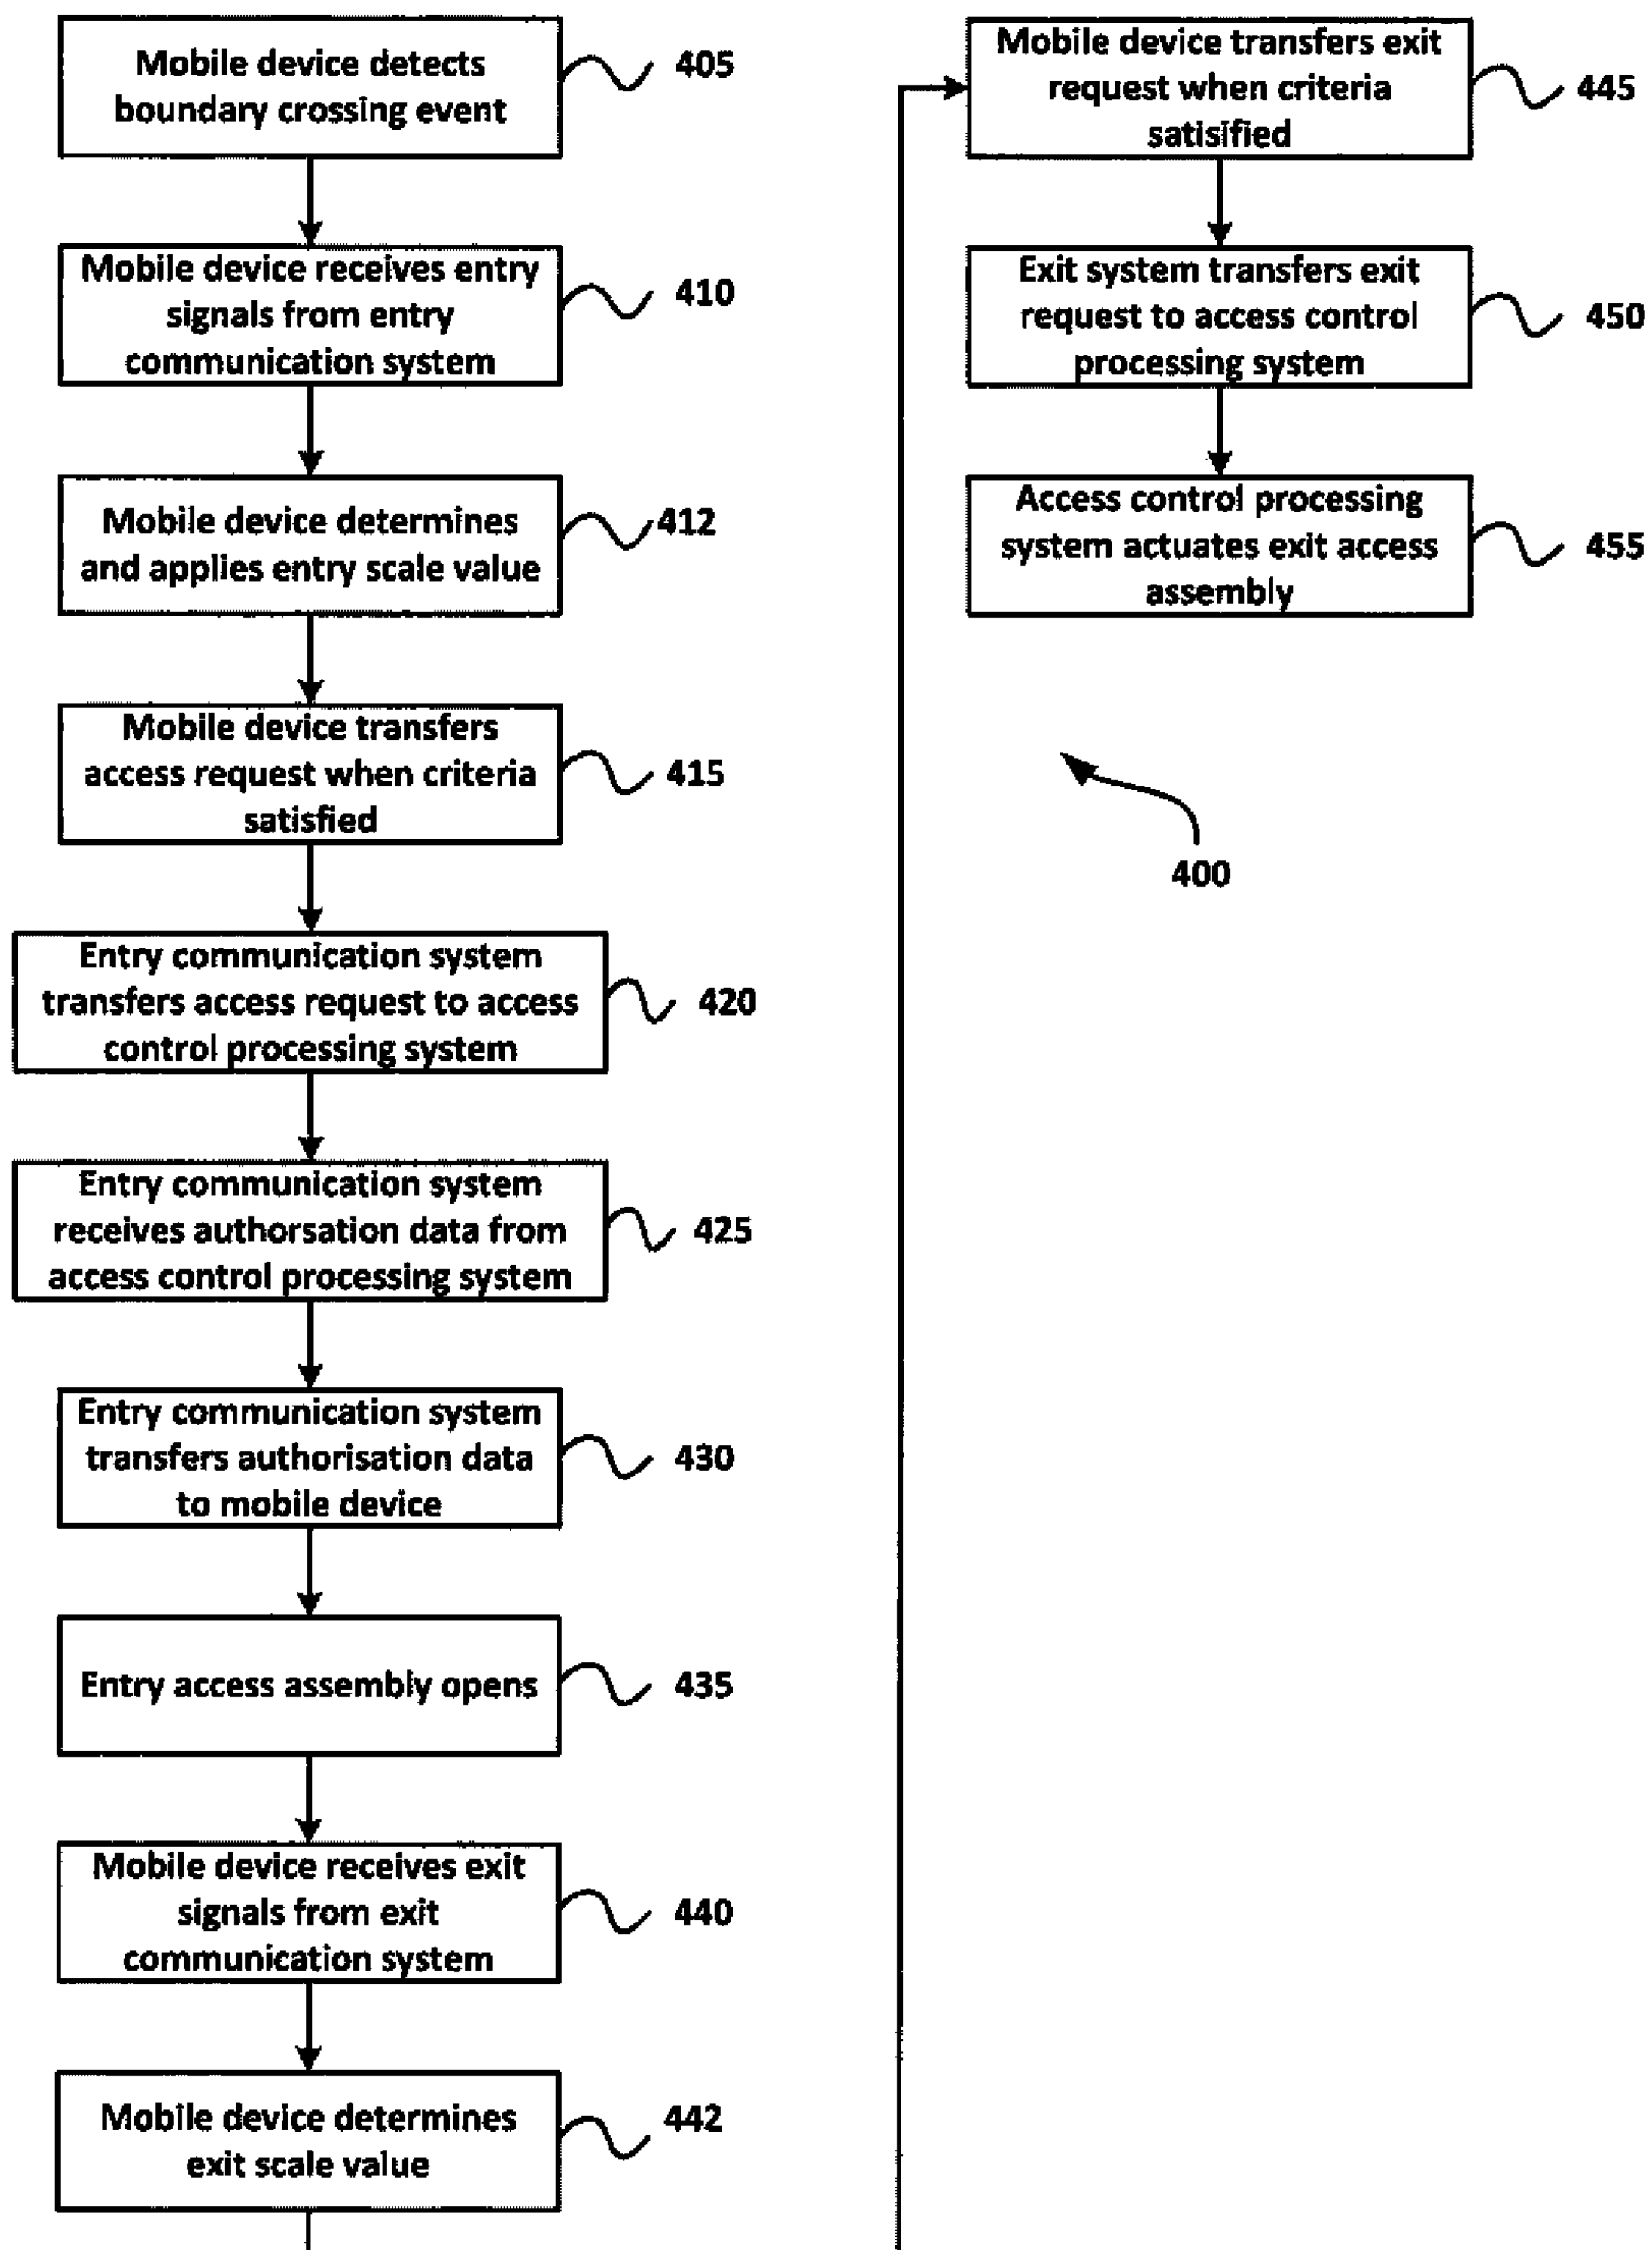 Mobile device detects
boundary crossing event
405
Mobile device receives entry
signals from entry
communication system
410
Mobile device determines
and applies entry scale value
412
Mobile device transfers
access request when criteria
satisfied
415
Entry communication system
transfers access request to access
control processing system
420
Entry communication system
receives authorsation data from
access control processing system
425
Entry communication system
transfers authorisation data
to mobile device
430
Entry access assembly opens
435
Mobile device receives exit
signals from exit
communication system
440
Mobile device determines
exit scale value
442
Mobile device transfers exit
request when criteria
satisified
445
Exit system transfers exit
request to access control
processing system
450
Access control processing
system actuates exit access
assembly
455
400